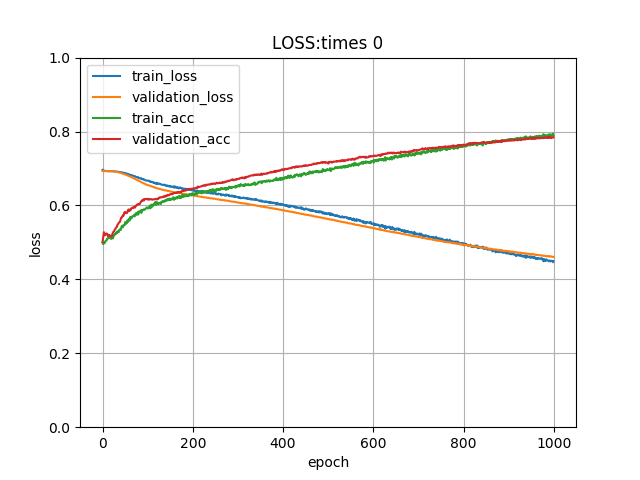 LOSS:times 0
train_loss
validation_loss
train_acc
validation_acc
1.0
0.8
0.6
0.4
0.2
0.0
loss
0 200 400 600 800 1000
epoch